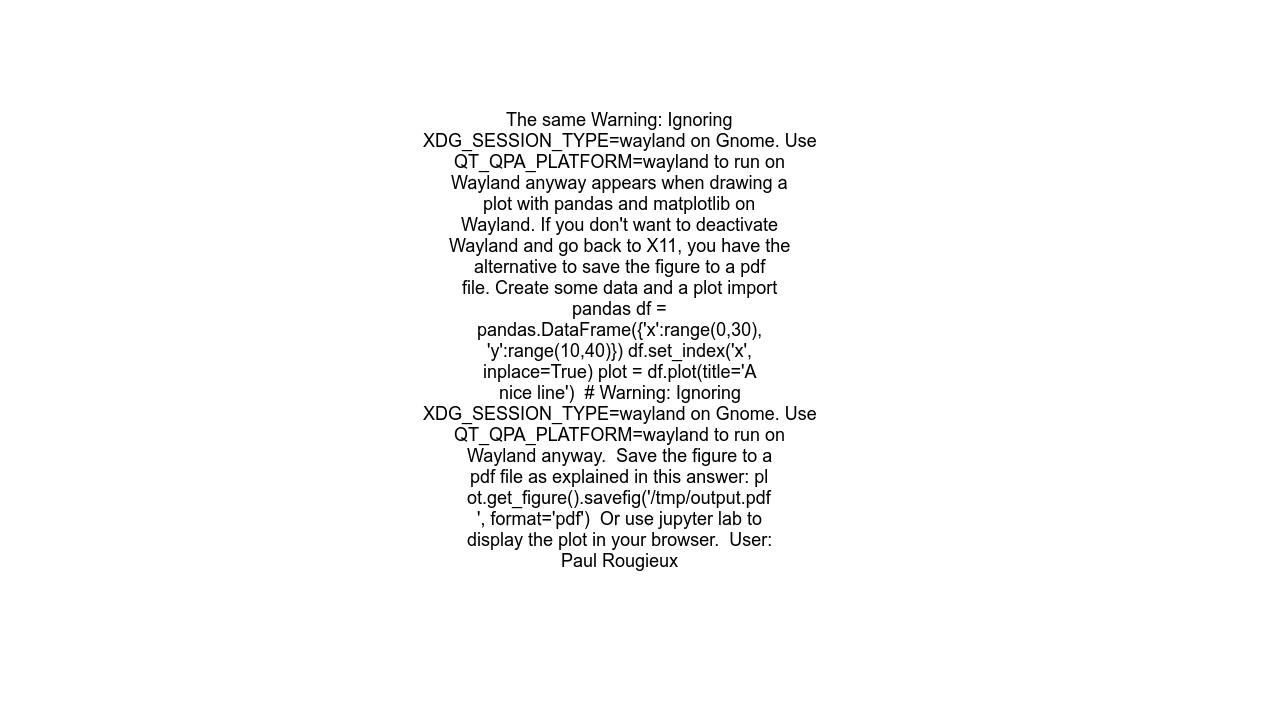 The same Warning: Ignoring
XDG_SESSION_TYPE=wayland on Gnome. Use
QT_QPA_PLATFORM=wayland to run on
Wayland anyway appears when drawing a
plot with pandas and matplotlib on
Wayland. If you don't want to deactivate
Wayland and go back to X11, you have the
alternative to save the figure to a pdf
file. Create some data and a plot import
pandas df =
pandas.DataFrame({'x':range(0,30),
'y':range(10,40)}) df.set_index('x',
inplace=True) plot = df.plot(title='A
nice line')  # Warning: Ignoring
XDG_SESSION_TYPE=wayland on Gnome. Use
QT_QPA_PLATFORM=wayland to run on
Wayland anyway.  Save the figure to a
pdf file as explained in this answer: pl
ot.get_figure().savefig('/tmp/output.pdf
', format='pdf')  Or use jupyter lab to
display the plot in your browser.  User:
Paul Rougieux